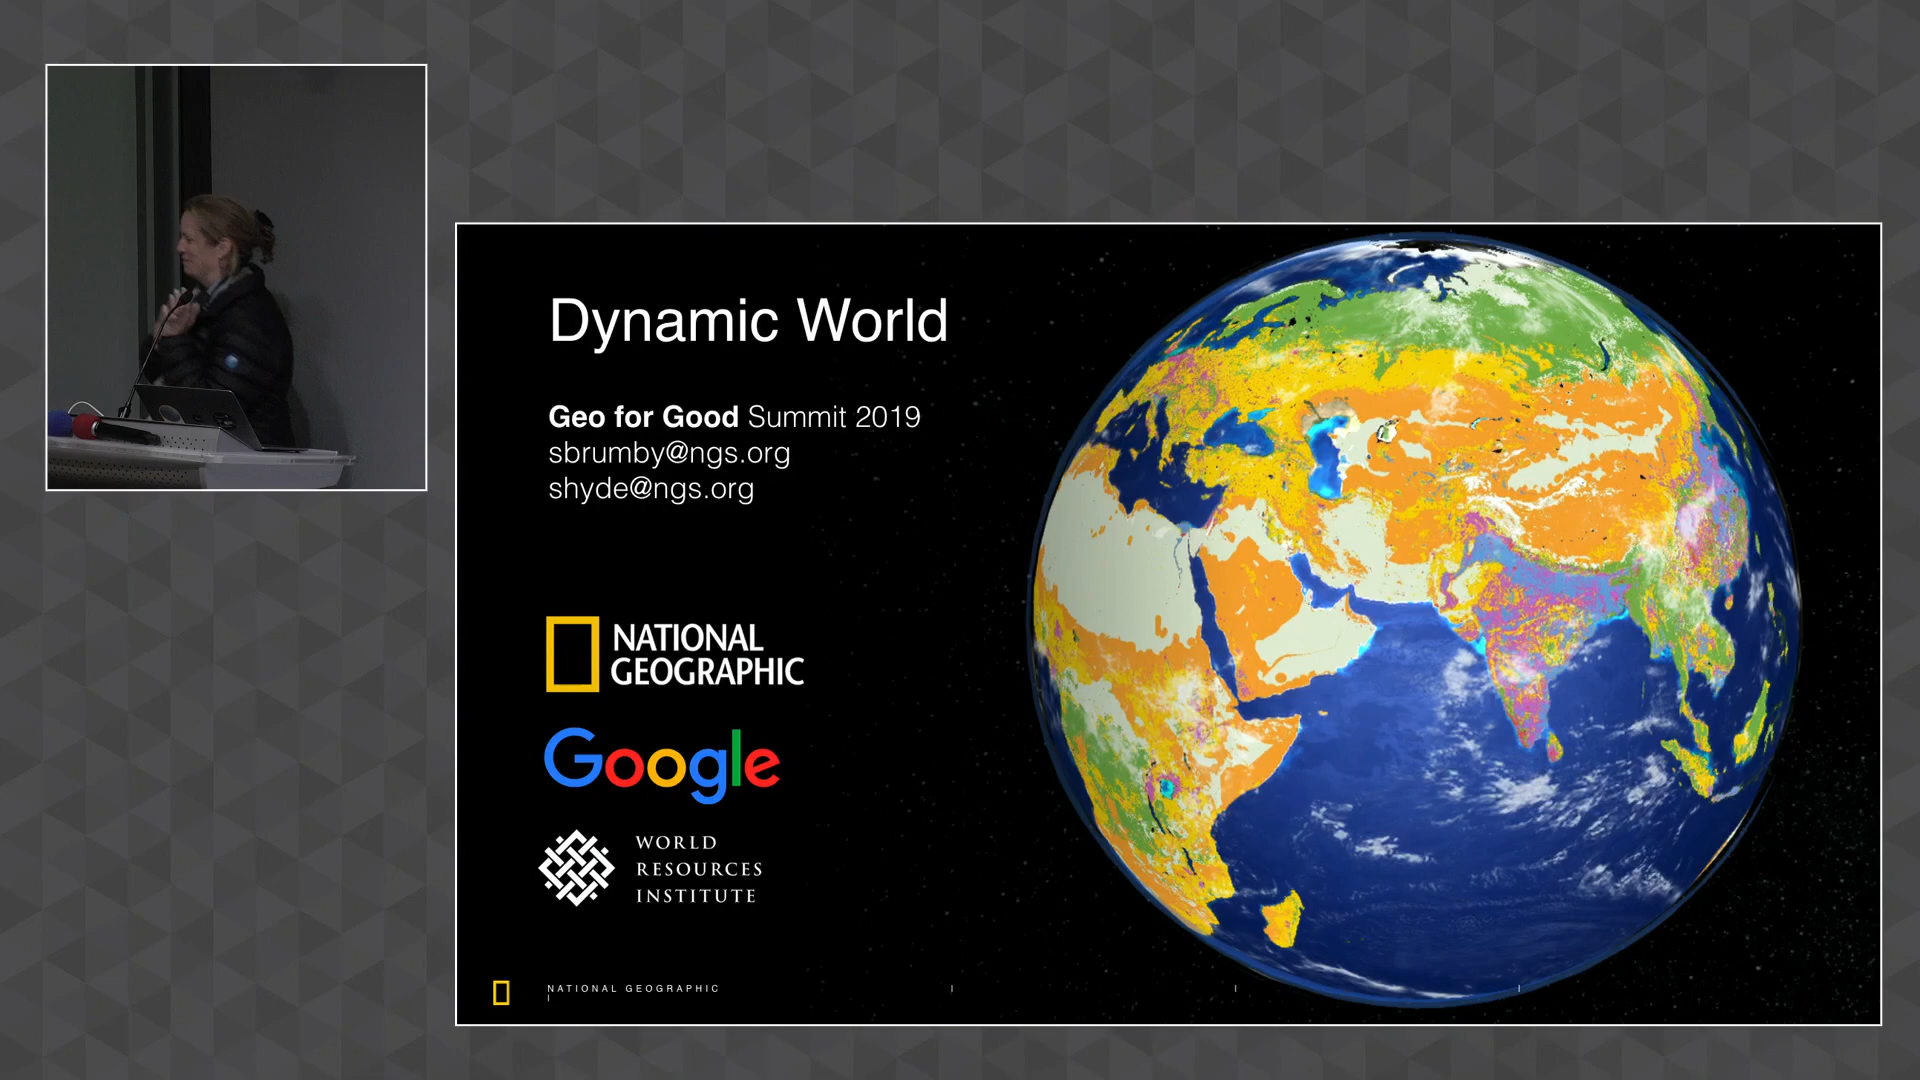 Dynamic World
Geo for Good Summit 2019
sbrumby@ngs.org
shyde@ngs.org
NATIONAL
GEOGRAPHIC
Google
WORLD
RESOURCES
INSTITUTE
NATIONAL GEOGRAPHIC